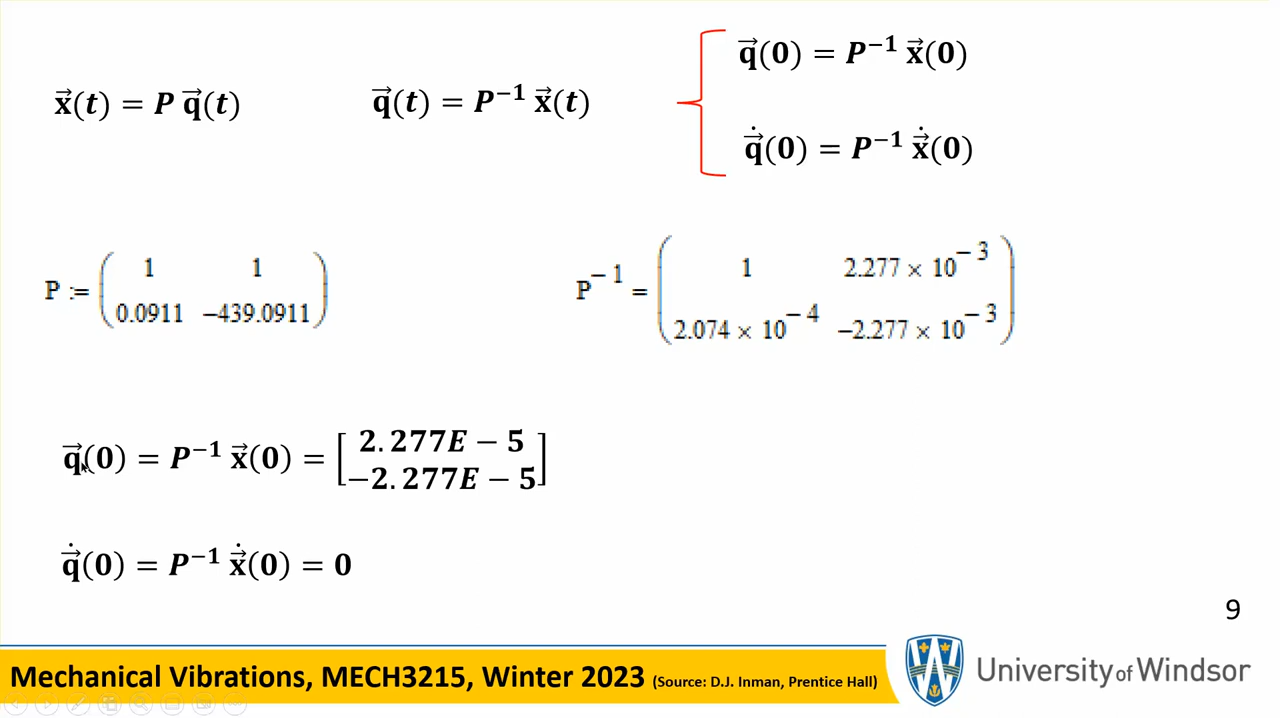 x⃗(t) = P q⃗(t)
q⃗(t) = P⁻¹ x⃗(t)
q⃗(0) = P⁻¹ x⃗(0)
q⃗̇(0) = P⁻¹ x⃗̇(0)
P := ( 1 1
0.0911 −439.0911 )
P⁻¹ = ( 1 2.277 × 10⁻³
2.074 × 10⁻⁴ −2.277 × 10⁻³ )
q⃗(0) = P⁻¹ x⃗(0) = [ 2.277E − 5
−2.277E − 5 ]
q⃗̇(0) = P⁻¹ x⃗̇(0) = 0
9
Mechanical Vibrations, MECH3215, Winter 2023 (Source: D.J. Inman, Prentice Hall)
University of Windsor